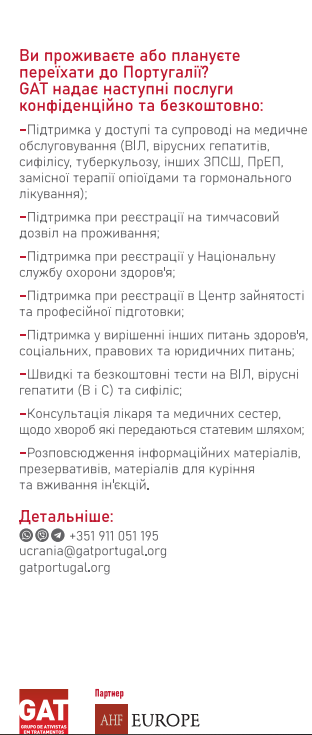 Ви проживаєте або плануєте
переїхати до Португалії?
GAT надає наступні послуги
конфіденційно та безкоштовно:
–Підтримка у доступі та супроводі на медичне
обслуговування (ВІЛ, вірусних гепатитів,
сифілісу, туберкульозу, інших ЗПСШ, ПрЕП,
замісної терапії опіоїдами та гормонального
лікування);
–Підтримка при реєстрації на тимчасовий
дозвіл на проживання;
–Підтримка при реєстрації у Національну
службу охорони здоров'я;
–Підтримка при реєстрації в Центр зайнятості
та професійної підготовки;
–Підтримка у вирішенні інших питань здоров'я,
соціальних, правових та юридичних питань;
–Швидкі та безкоштовні тести на ВІЛ, вірусні
гепатити (В і С) та сифіліс;
–Консультація лікаря та медичних сестер,
щодо хвороб які передаються статевим шляхом;
–Розповсюдження інформаційних матеріалів,
презервативів, матеріалів для куріння
та вживання ін'єкцій.
Детальніше:
+351 911 051 195
ucrania@gatportugal.org
gatportugal.org
GAT
GRUPO DE ATIVISTAS
EM TRATAMENTOS
Партнер
AHF EUROPE